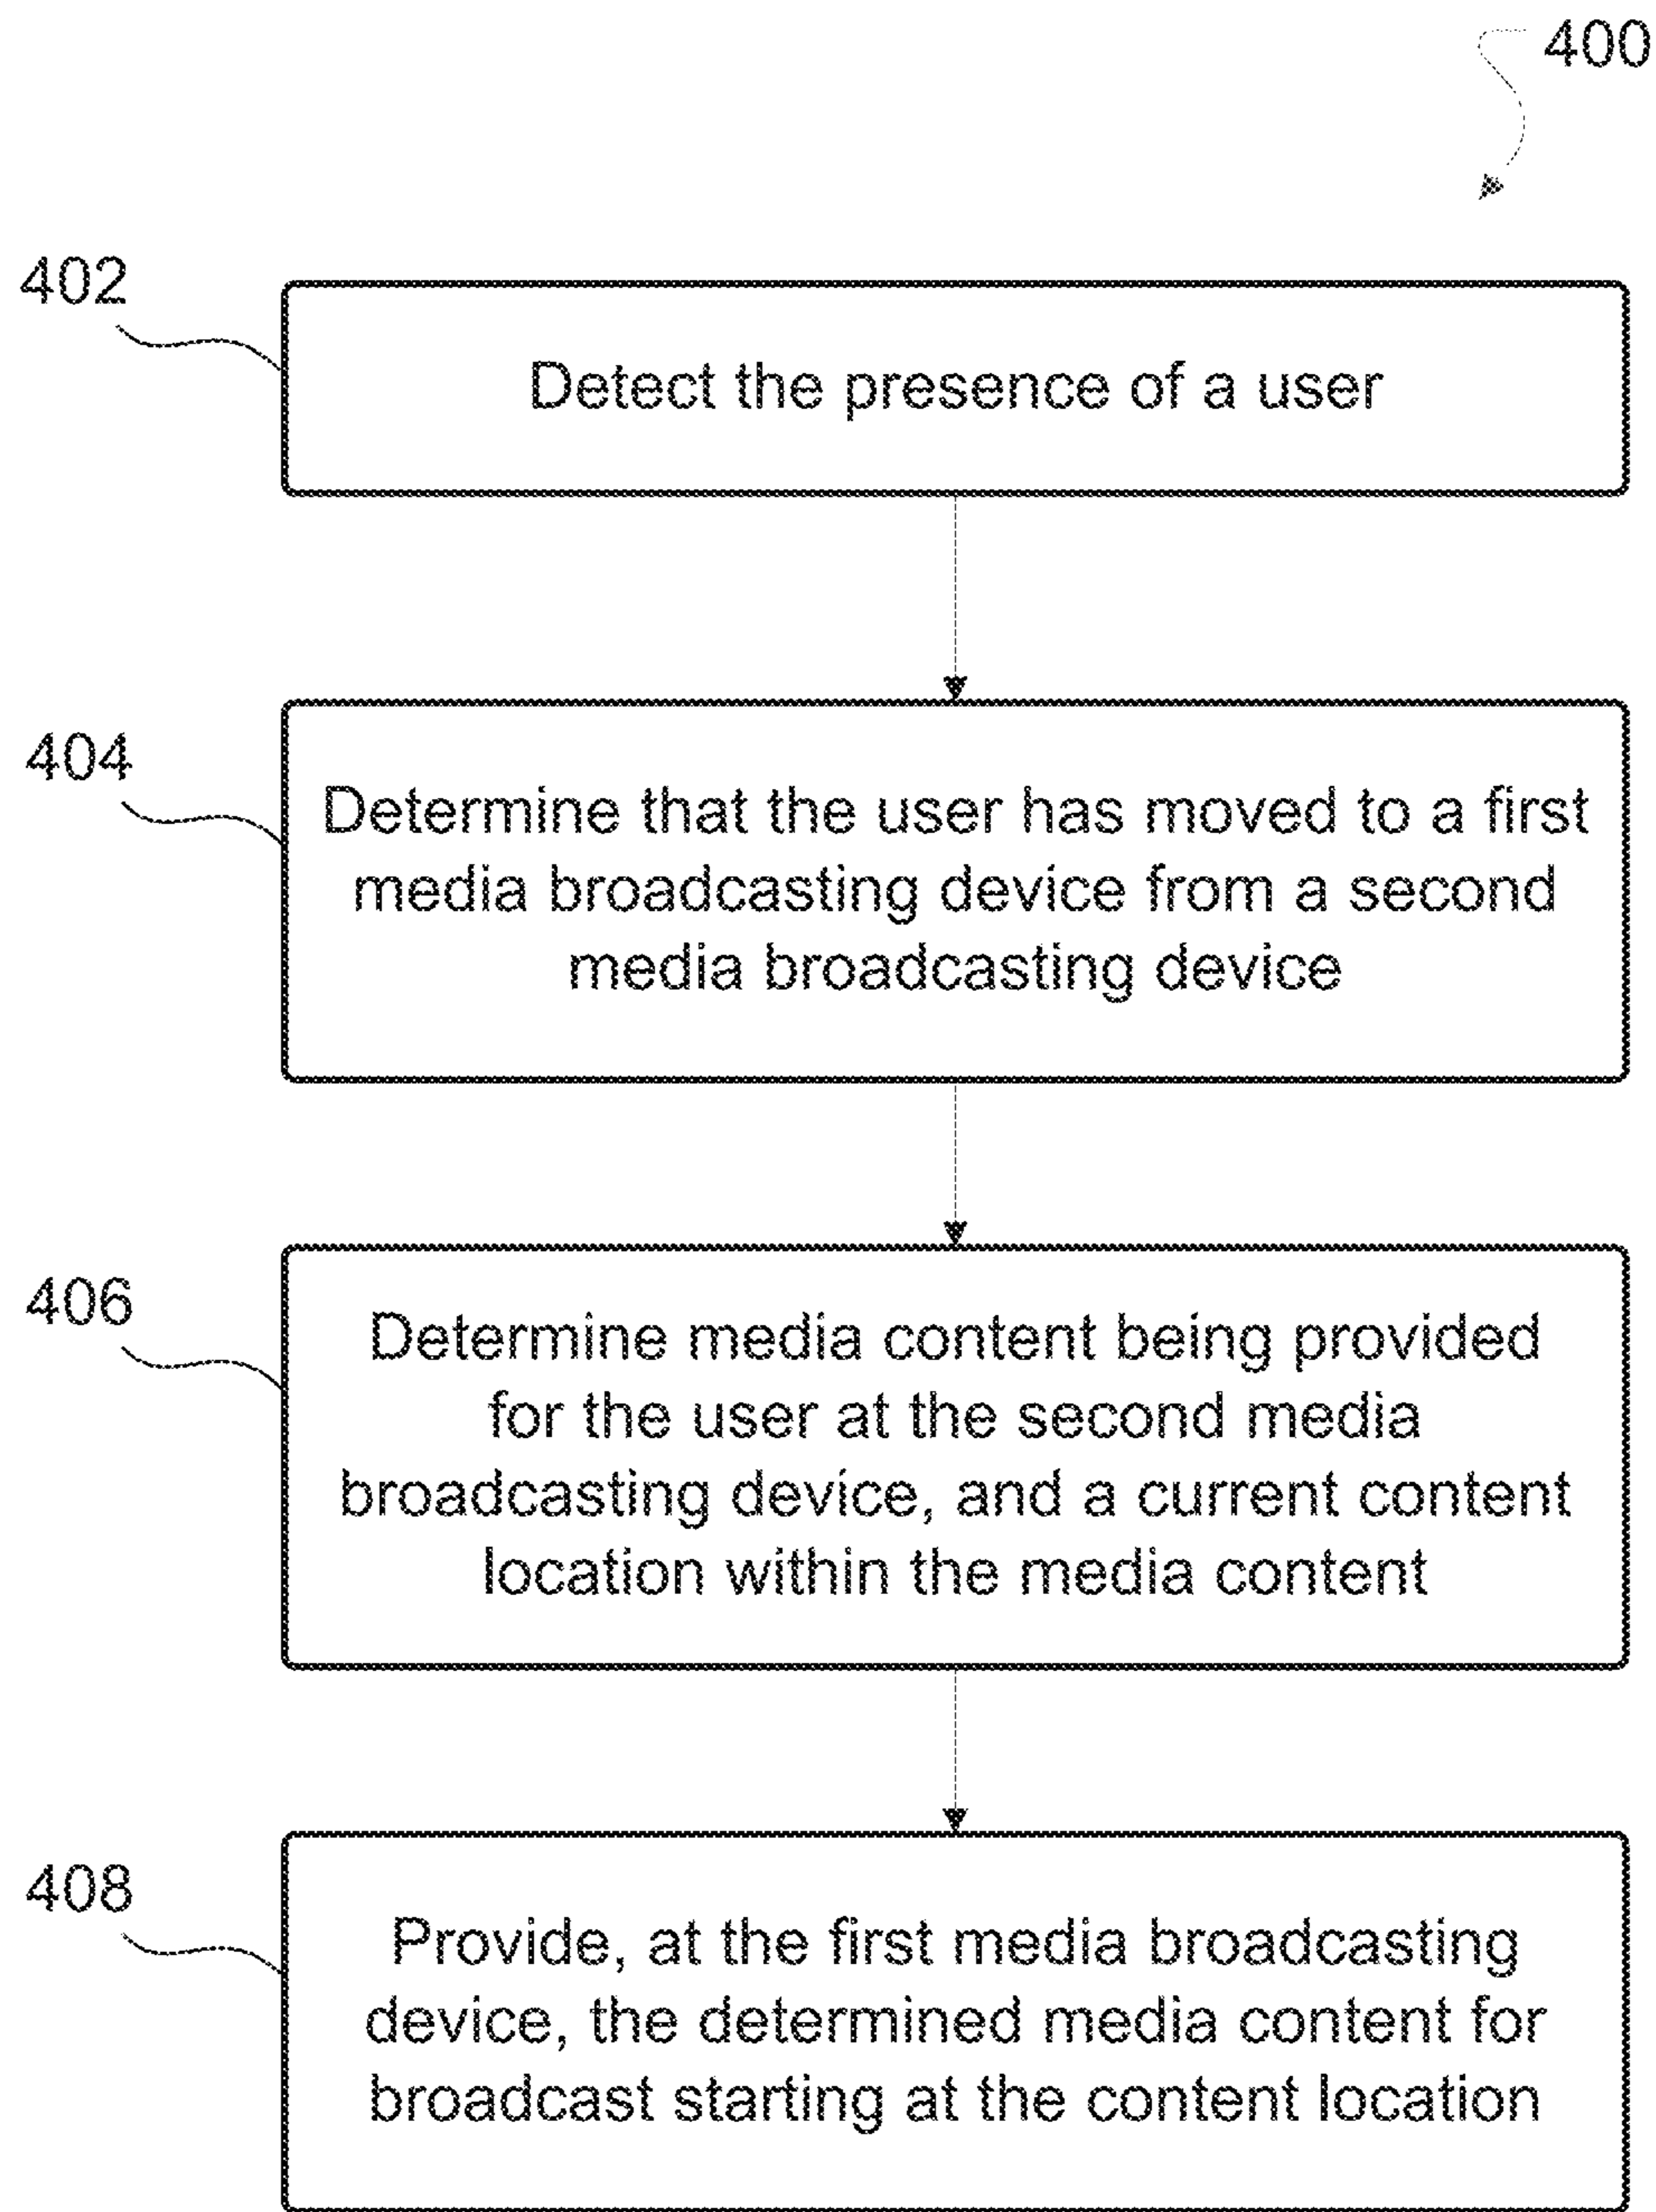 400
402
Detect the presence of a user
404
Determine that the user has moved to a first
media broadcasting device from a second
media broadcasting device
406
Determine media content being provided
for the user at the second media
broadcasting device, and a current content
location within the media content
408
Provide, at the first media broadcasting
device, the determined media content for
broadcast starting at the content location